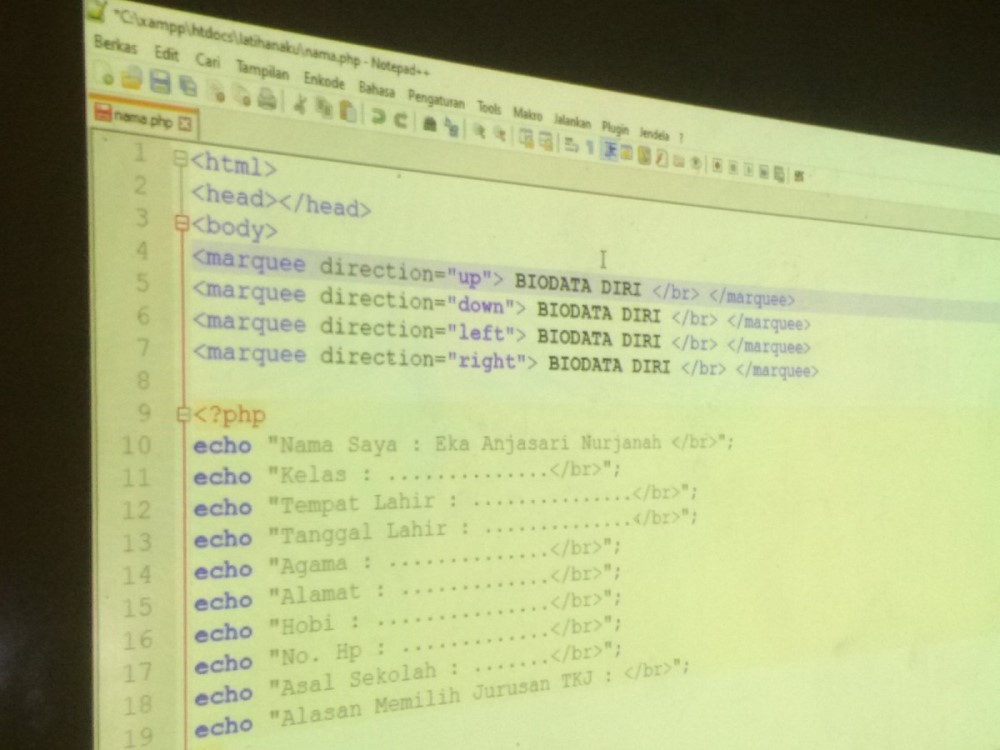 *C:\xampp\htdocs\latihanaku\nama.php - Notepad++
Berkas Edit Cari Tampilan Enkode Bahasa Pengaturan Tools Makro Jalankan Plugin Jendela ?
nama.php
1 <html>
2 <head></head>
3 <body>
4 <marquee direction="up"> BIODATA DIRI </br> </marquee>
5 <marquee direction="down"> BIODATA DIRI </br> </marquee>
6 <marquee direction="left"> BIODATA DIRI </br> </marquee>
7 <marquee direction="right"> BIODATA DIRI </br> </marquee>
8
9 <?php
10 echo "Nama Saya : Eka Anjasari Nurjanah </br>";
11 echo "Kelas : ..............</br>";
12 echo "Tempat Lahir : ..............</br>";
13 echo "Tanggal Lahir : ..............</br>";
14 echo "Agama : ..............</br>";
15 echo "Alamat : ..............</br>";
16 echo "Hobi : ..............</br>";
17 echo "No. Hp : ..............</br>";
18 echo "Asal Sekolah : .......</br>";
19 echo "Alasan Memilih Jurusan TKJ : </br>";